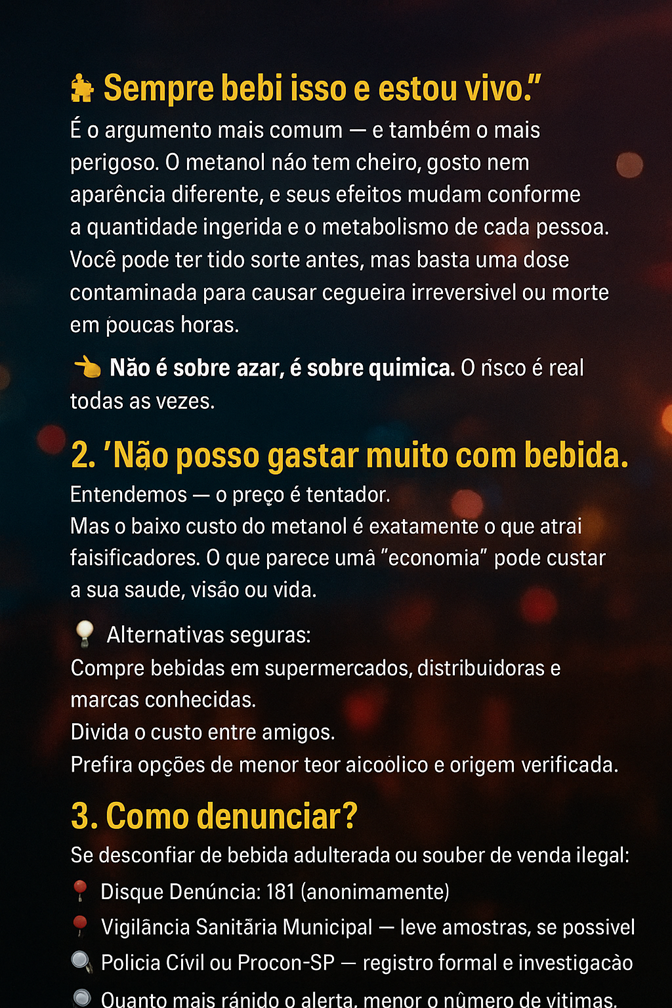 Sempre bebi isso e estou vivo.”
É o argumento mais comum — e também o mais
perigoso. O metanol náo tem cheiro, gosto nem
aparência diferente, e seus efeitos mudam conforme
a quantidade ingerida e o metabolismo de cada pessoa.
Você pode ter tido sorte antes, mas basta uma dose
contaminada para causar cegueira irreversivel ou morte
em poucas horas.
Não é sobre azar, é sobre quimica. O risco é real
todas as vezes.
2. ’Não posso gastar muito com bebida.
Entendemos — o preço é tentador.
Mas o baixo custo do metanol é exatamente o que atrai
faisificadores. O que parece umà “economia” pode custar
a sua saude, visão ou vida.
Alternativas seguras:
Compre bebidas em supermercados, distribuidoras e
marcas conhecidas.
Divida o custo entre amigos.
Prefira opções de menor teor aicoólico e origem verificada.
3. Como denunciar?
Se desconfiar de bebida adulterada ou souber de venda ilegal:
Disque Denúncia: 181 (anonimamente)
Vigilância Sanitãria Municipal — leve amostras, se possivel
Policia Cívil ou Procon-SP — registro formal e investigacào
Quanto mais ránido o alerta, menor o nûmero de vitimas.